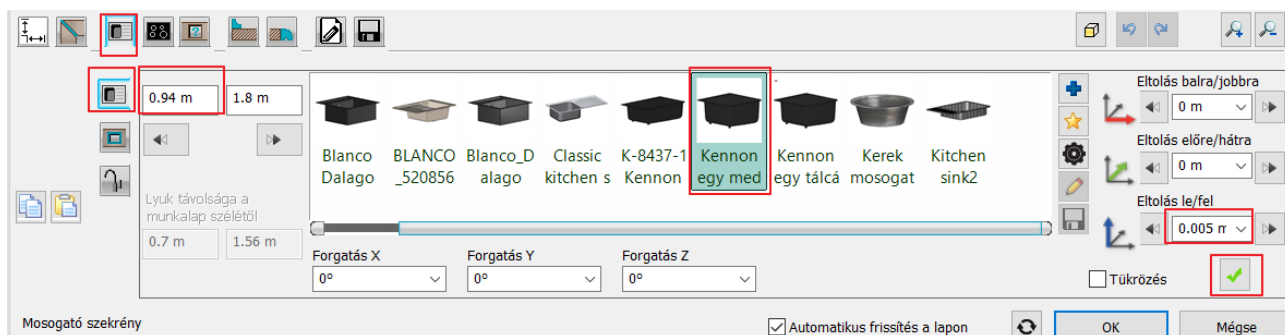 Eltolás balra/jobbra
0.94 m
1.8 m
0 m
Eltolás előre/hátra
Blanco Dalago
BLANCO _520856
Blanco_D alago
Classic kitchen s
K-8437-1 Kennon
Kennon egy med
Kennon egy tálcá
Kerek mosogat
Kitchen sink2
0 m
Lyuk távolsága a
munkalap szélétől
0.7 m
1.56 m
Eltolás le/fel
0.005 m
Forgatás X
Forgatás Y
Forgatás Z
0°
0°
0°
Tükrözés
Mosogató szekrény
Automatikus frissítés a lapon
OK
Mégse